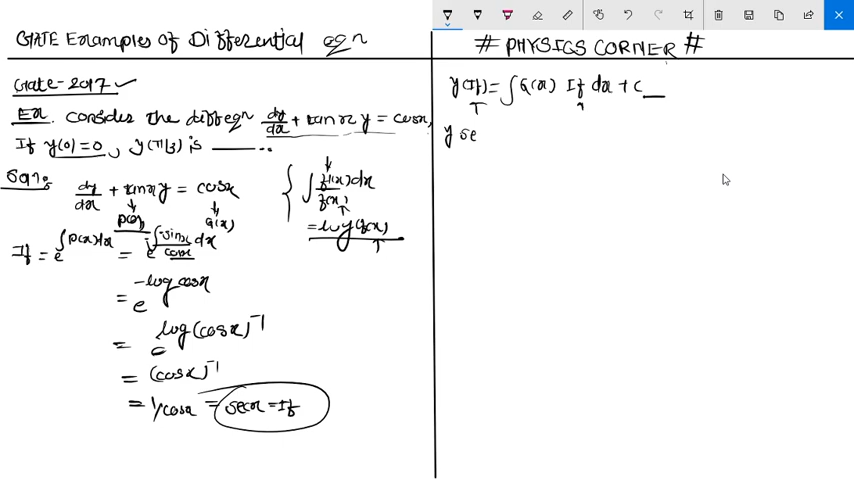 GATE Examples of Differential eqn
Gate-2017 ✓
Ex. Consider the diff eqn dy/dx + tanx y = cosx,
If y(0)=0, y(π/3) is ______.
Soln:
dy/dx + tanx y = cosx
P(x) Q(x)
If = e^∫P(x)dx = e^-∫(-sinx/cosx) dx
= e^-log cosx
= e^log(cosx)^-1
= (cosx)^-1
= 1/cosx = secx = If
{ ∫ f'(x)dx / f(x)
= log f(x)
# PHYSICS CORNER #
y(If) = ∫Q(x) If dx + c
y se